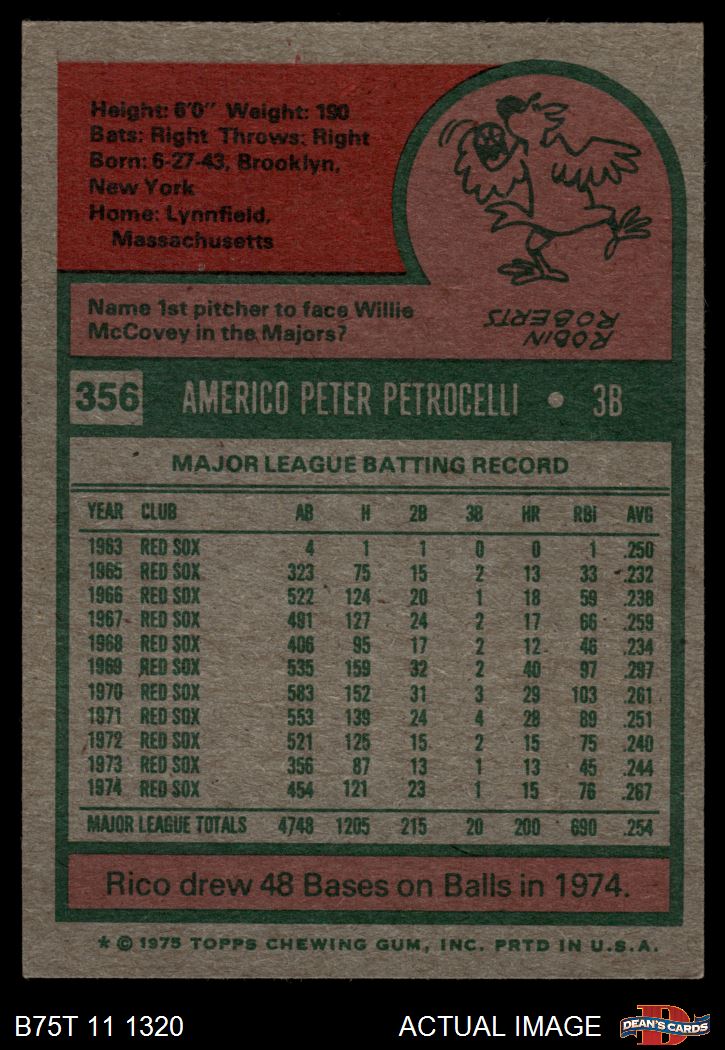 Height: 6'0" Weight: 190
Bats: Right Throws: Right
Born: 6-27-43, Brooklyn,
New York
Home: Lynnfield,
Massachusetts
Name 1st pitcher to face Willie
McCovey in the Majors?
ROBIN
ROBERTS
356 AMERICO PETER PETROCELLI • 3B
MAJOR LEAGUE BATTING RECORD
YEAR CLUB AB H 2B 3B HR RBI AVG
1963 RED SOX 4 1 1 0 0 1 .250
1965 RED SOX 323 75 15 2 13 33 .232
1966 RED SOX 522 124 20 1 18 59 .238
1967 RED SOX 491 127 24 2 17 66 .259
1968 RED SOX 406 95 17 2 12 46 .234
1969 RED SOX 535 159 32 2 40 97 .297
1970 RED SOX 583 152 31 3 29 103 .261
1971 RED SOX 553 139 24 4 28 89 .251
1972 RED SOX 521 125 15 2 15 75 .240
1973 RED SOX 356 87 13 1 13 45 .244
1974 RED SOX 454 121 23 1 15 76 .267
MAJOR LEAGUE TOTALS 4748 1205 215 20 200 690 .254
Rico drew 48 Bases on Balls in 1974.
* © 1975 TOPPS CHEWING GUM, INC. PRTD IN U.S.A.
B75T 11 1320 ACTUAL IMAGE DEAN'S CARDS